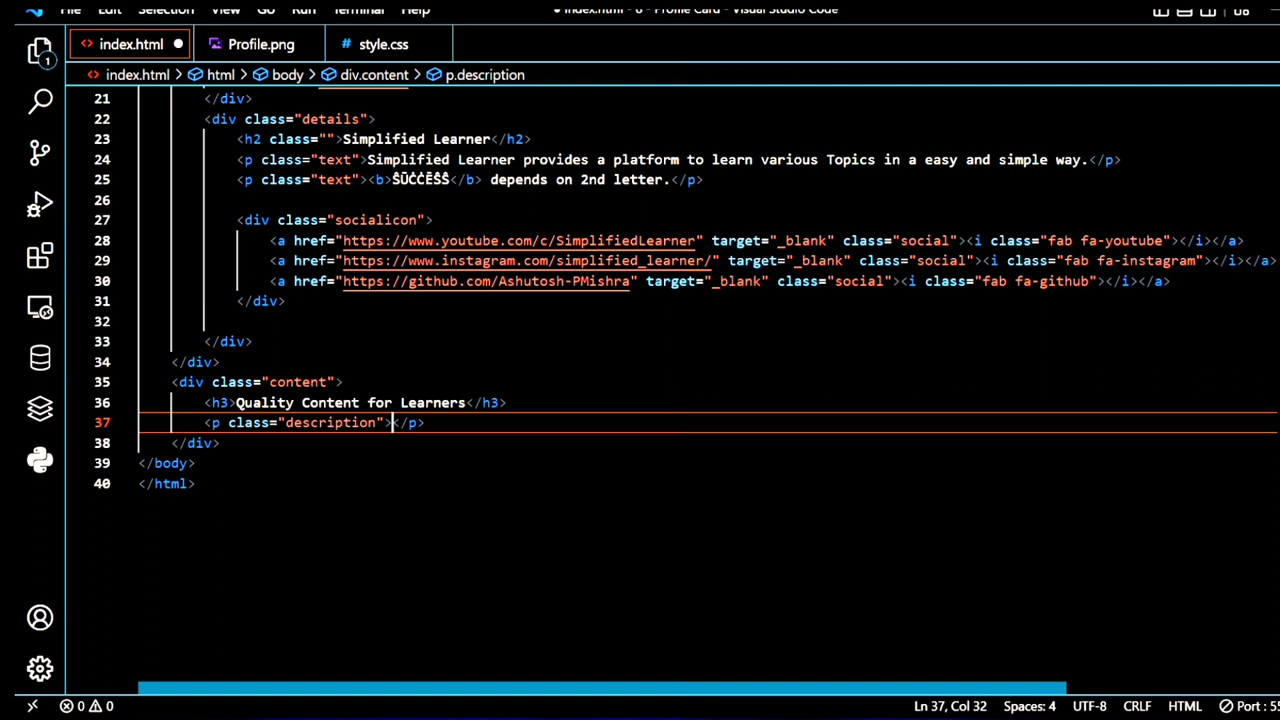 File Edit Selection View Go Run Terminal Help ● index.html - 8 - Profile Card - Visual Studio Code
index.html Profile.png # style.css
1
index.html > html > body > div.content > p.description
21 </div>
22 <div class="details">
23 <h2 class="">Simplified Learner</h2>
24 <p class="text">Simplified Learner provides a platform to learn various Topics in a easy and simple way.</p>
25 <p class="text"><b>ŜŪĊĊĒŜŜ</b> depends on 2nd letter.</p>
26
27 <div class="socialicon">
28 <a href="https://www.youtube.com/c/SimplifiedLearner" target="_blank" class="social"><i class="fab fa-youtube"></i></a>
29 <a href="https://www.instagram.com/simplified_learner/" target="_blank" class="social"><i class="fab fa-instagram"></i></a>
30 <a href="https://github.com/Ashutosh-PMishra" target="_blank" class="social"><i class="fab fa-github"></i></a>
31 </div>
32
33 </div>
34 </div>
35 <div class="content">
36 <h3>Quality Content for Learners</h3>
37 <p class="description"></p>
38 </div>
39 </body>
40 </html>
0 0 Ln 37, Col 32 Spaces: 4 UTF-8 CRLF HTML Port : 55